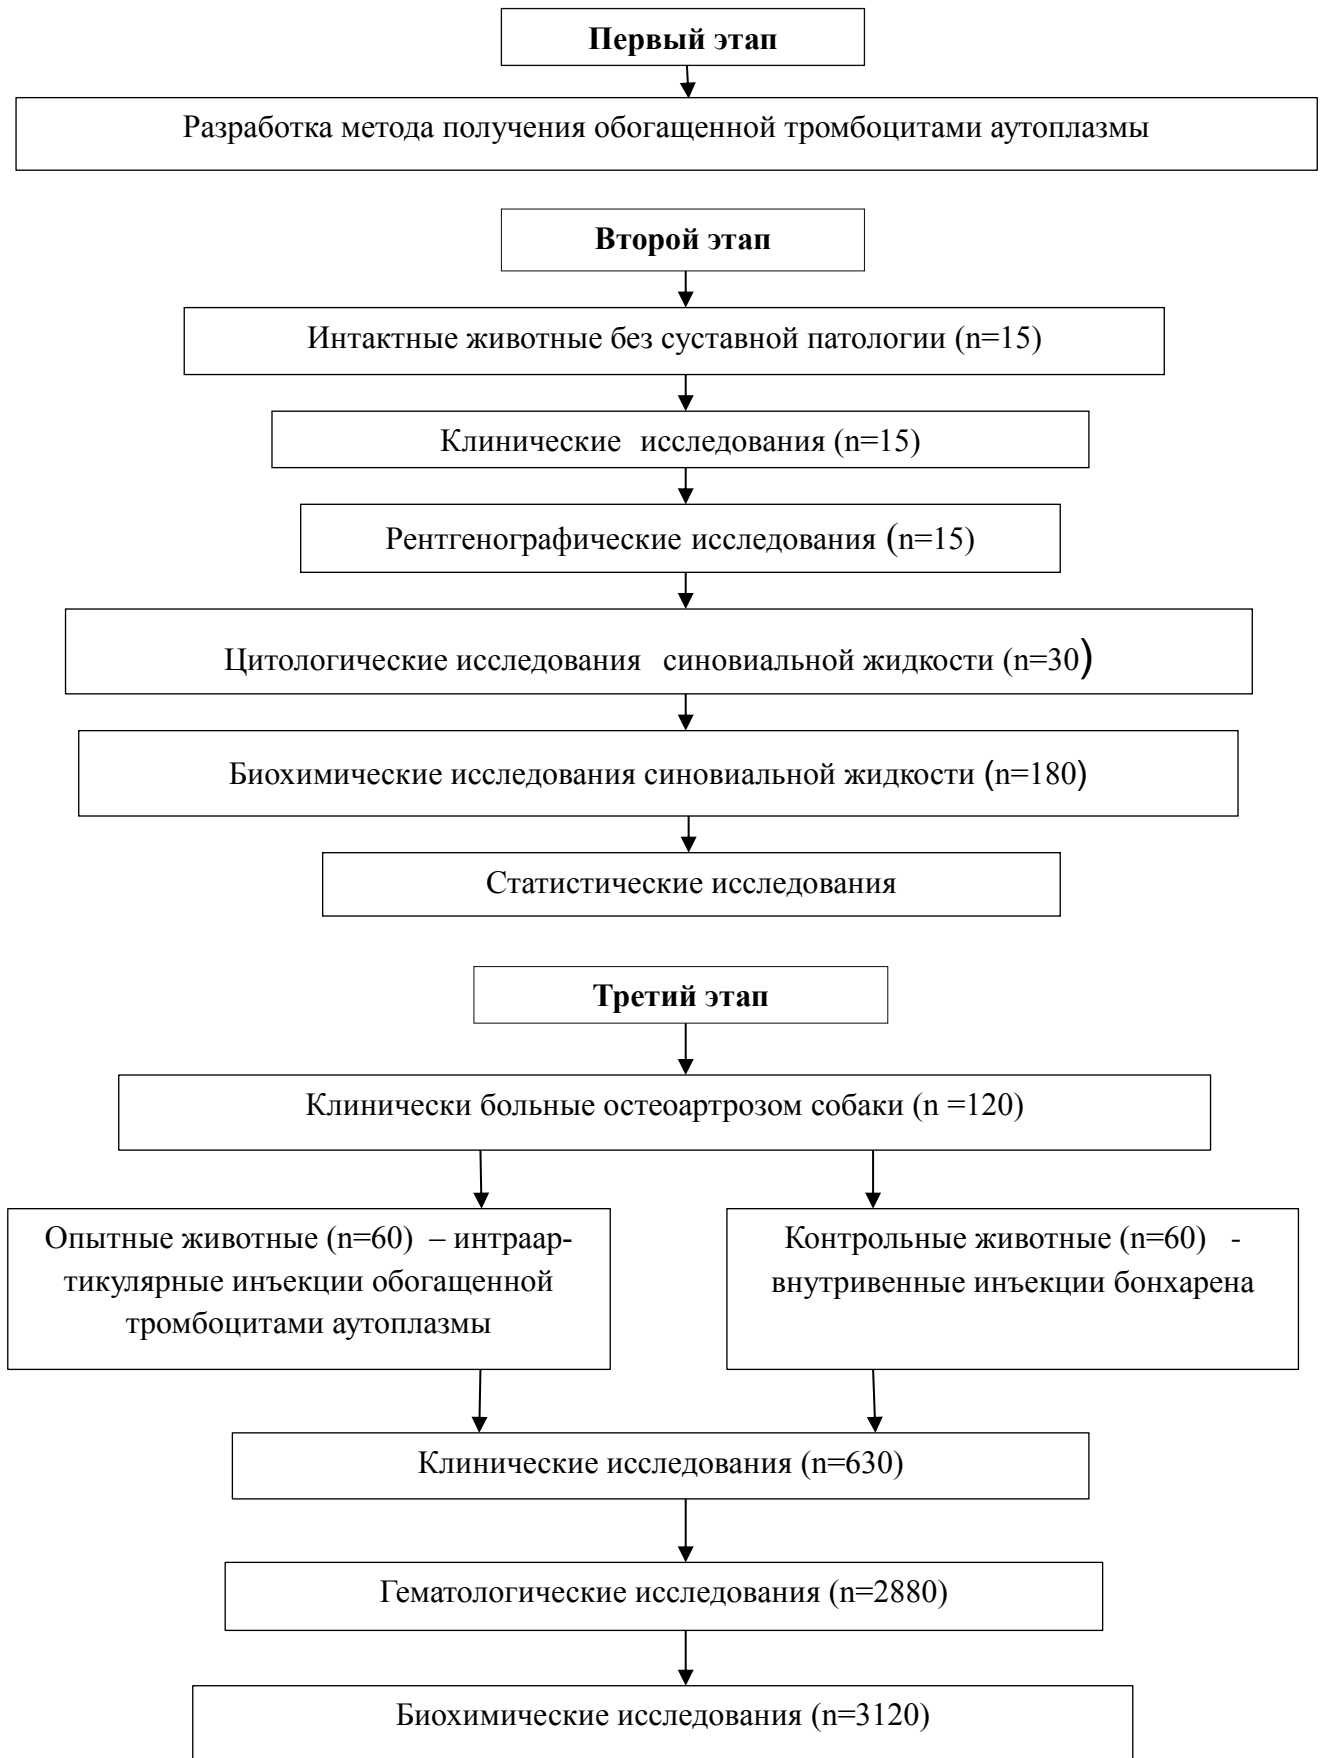 Первый этап
Разработка метода получения обогащенной тромбоцитами аутоплазмы
Второй этап
Интактные животные без суставной патологии (n=15)
Клинические исследования (n=15)
Рентгенографические исследования (n=15)
Цитологические исследования синовиальной жидкости (n=30)
Биохимические исследования синовиальной жидкости (n=180)
Статистические исследования
Третий этап
Клинически больные остеоартрозом собаки (n =120)
Опытные животные (n=60) – интраар-
тикулярные инъекции обогащенной
тромбоцитами аутоплазмы
Контрольные животные (n=60) -
внутривенные инъекции бонхарена
Клинические исследования (n=630)
Гематологические исследования (n=2880)
Биохимические исследования (n=3120)